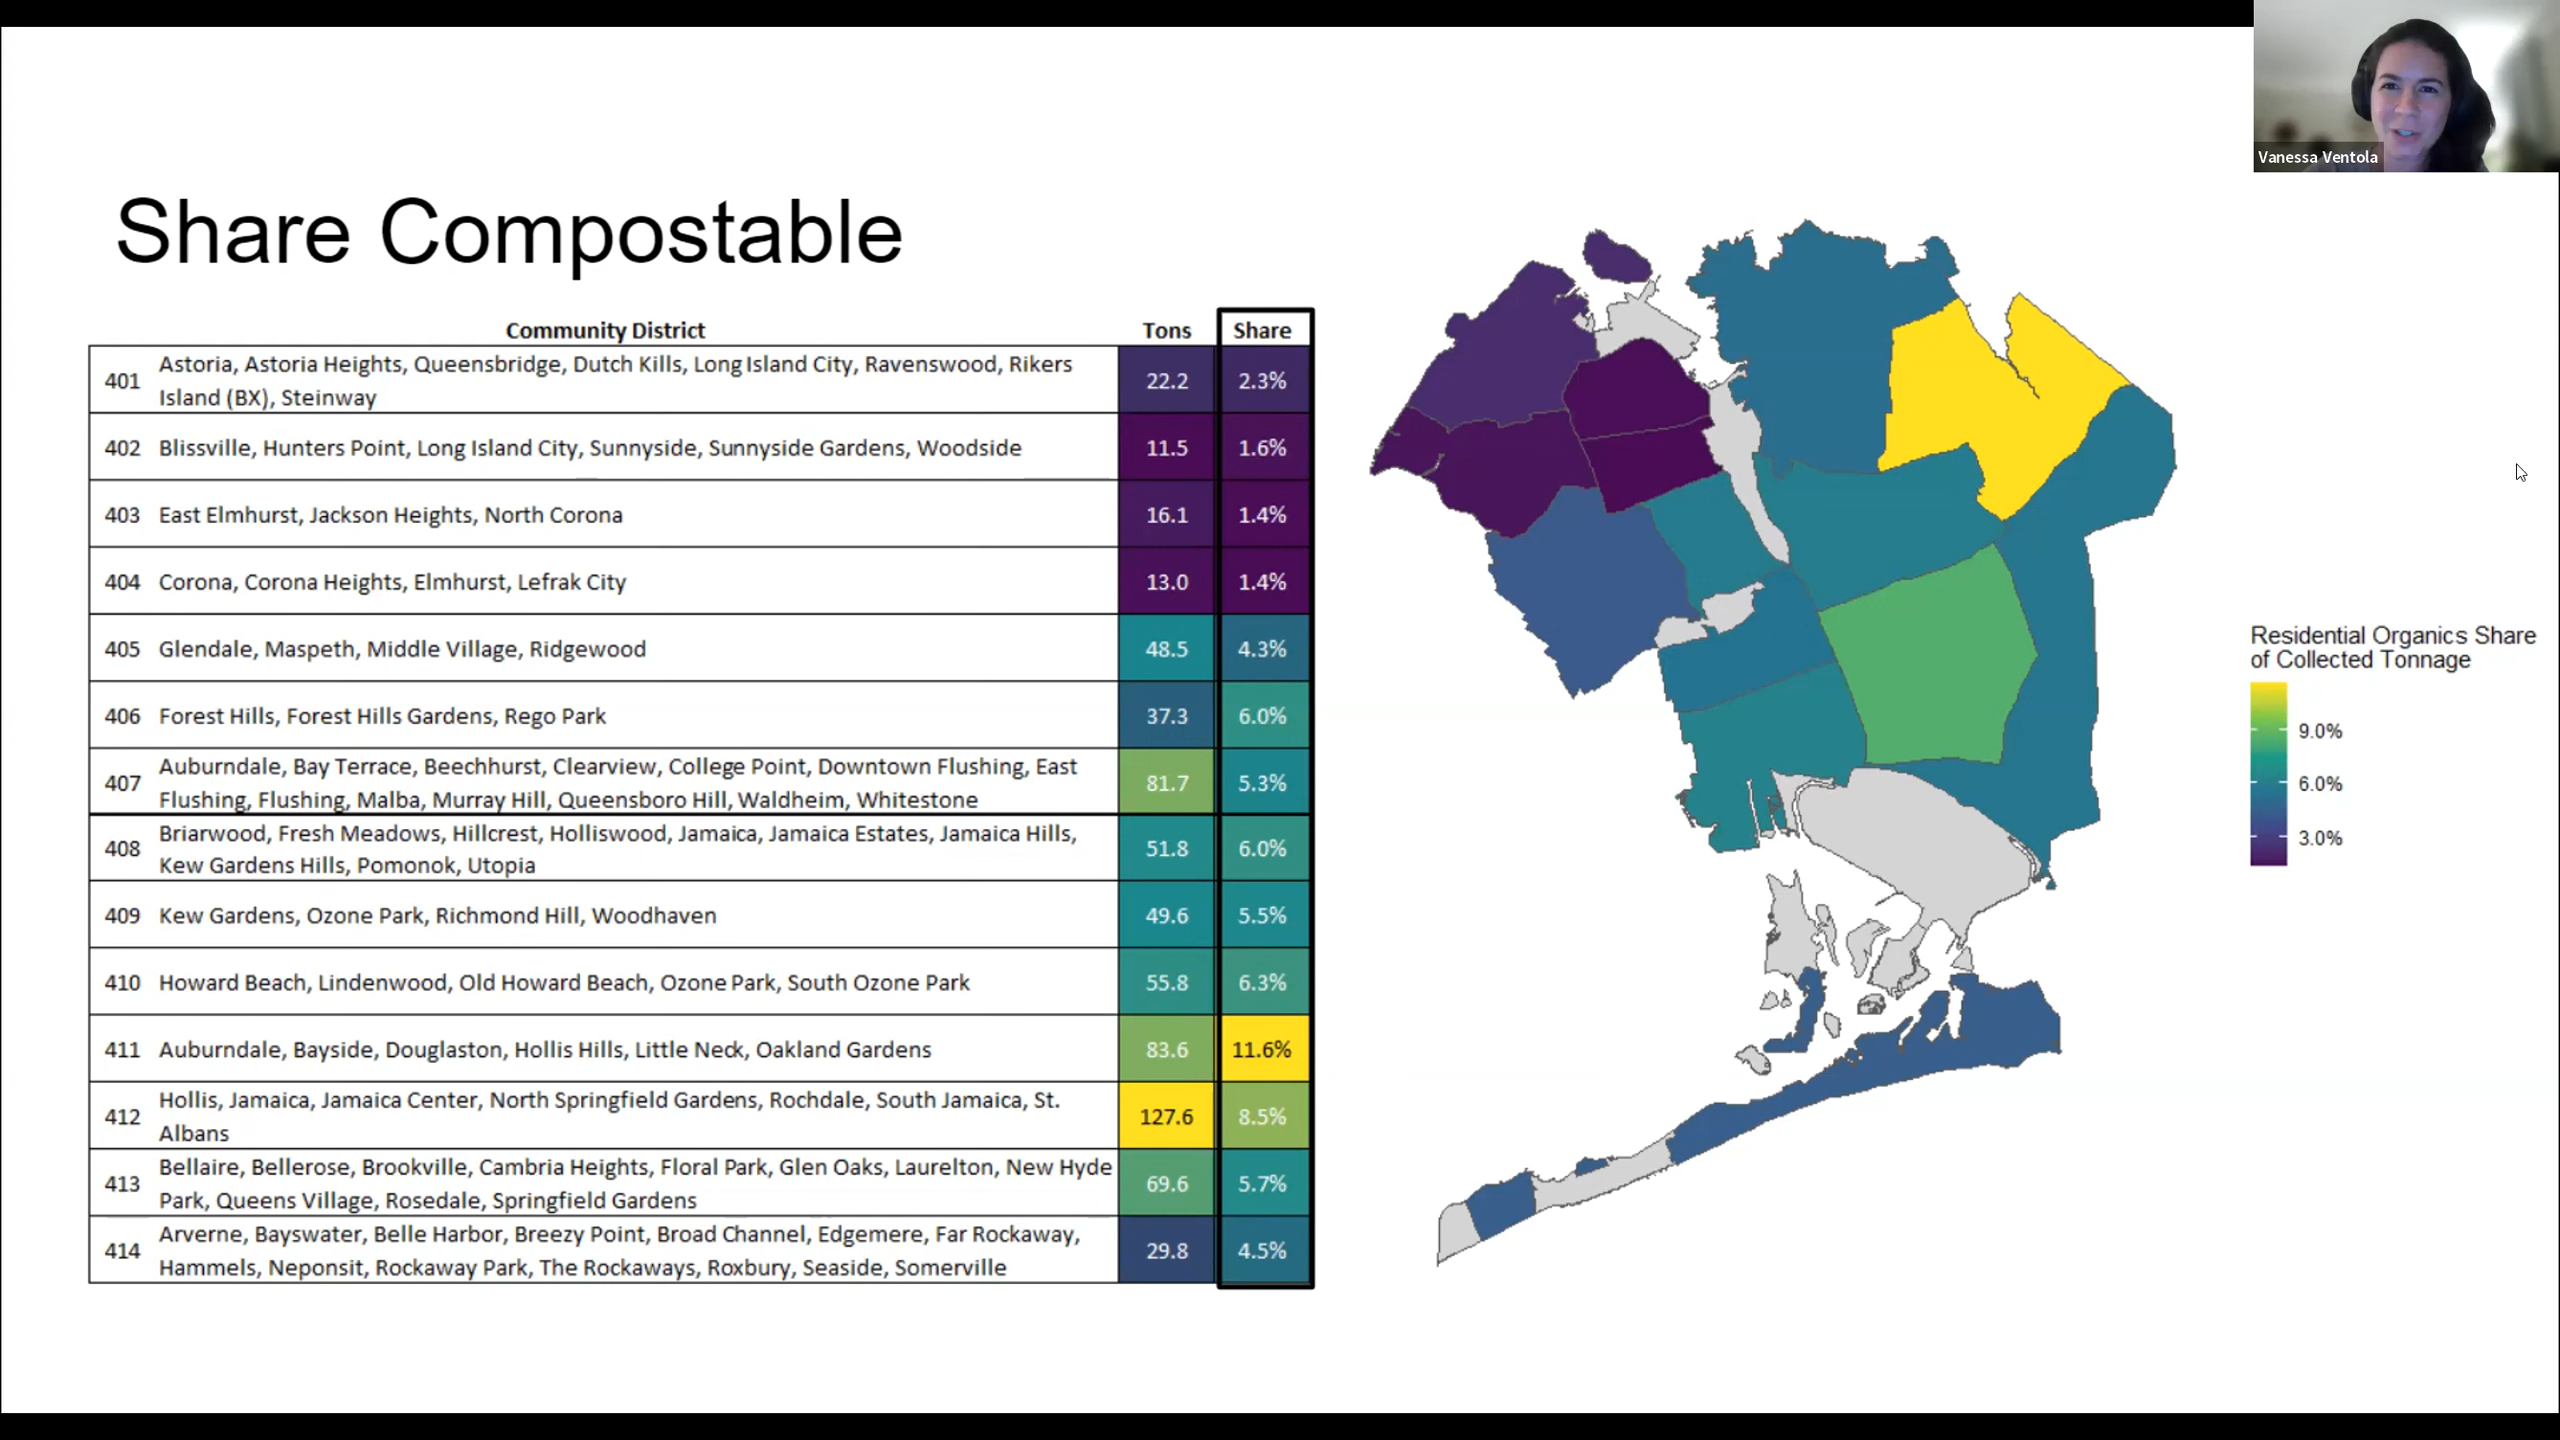 Vanessa Ventola
Share Compostable
Community District Tons Share
401 Astoria, Astoria Heights, Queensbridge, Dutch Kills, Long Island City, Ravenswood, Rikers
Island (BX), Steinway 22.2 2.3%
402 Blissville, Hunters Point, Long Island City, Sunnyside, Sunnyside Gardens, Woodside 11.5 1.6%
403 East Elmhurst, Jackson Heights, North Corona 16.1 1.4%
404 Corona, Corona Heights, Elmhurst, Lefrak City 13.0 1.4%
405 Glendale, Maspeth, Middle Village, Ridgewood 48.5 4.3%
406 Forest Hills, Forest Hills Gardens, Rego Park 37.3 6.0%
407 Auburndale, Bay Terrace, Beechhurst, Clearview, College Point, Downtown Flushing, East
Flushing, Flushing, Malba, Murray Hill, Queensboro Hill, Waldheim, Whitestone 81.7 5.3%
408 Briarwood, Fresh Meadows, Hillcrest, Holliswood, Jamaica, Jamaica Estates, Jamaica Hills,
Kew Gardens Hills, Pomonok, Utopia 51.8 6.0%
409 Kew Gardens, Ozone Park, Richmond Hill, Woodhaven 49.6 5.5%
410 Howard Beach, Lindenwood, Old Howard Beach, Ozone Park, South Ozone Park 55.8 6.3%
411 Auburndale, Bayside, Douglaston, Hollis Hills, Little Neck, Oakland Gardens 83.6 11.6%
412 Hollis, Jamaica, Jamaica Center, North Springfield Gardens, Rochdale, South Jamaica, St.
Albans 127.6 8.5%
413 Bellaire, Bellerose, Brookville, Cambria Heights, Floral Park, Glen Oaks, Laurelton, New Hyde
Park, Queens Village, Rosedale, Springfield Gardens 69.6 5.7%
414 Arverne, Bayswater, Belle Harbor, Breezy Point, Broad Channel, Edgemere, Far Rockaway,
Hammels, Neponsit, Rockaway Park, The Rockaways, Roxbury, Seaside, Somerville 29.8 4.5%
Residential Organics Share
of Collected Tonnage
9.0%
6.0%
3.0%